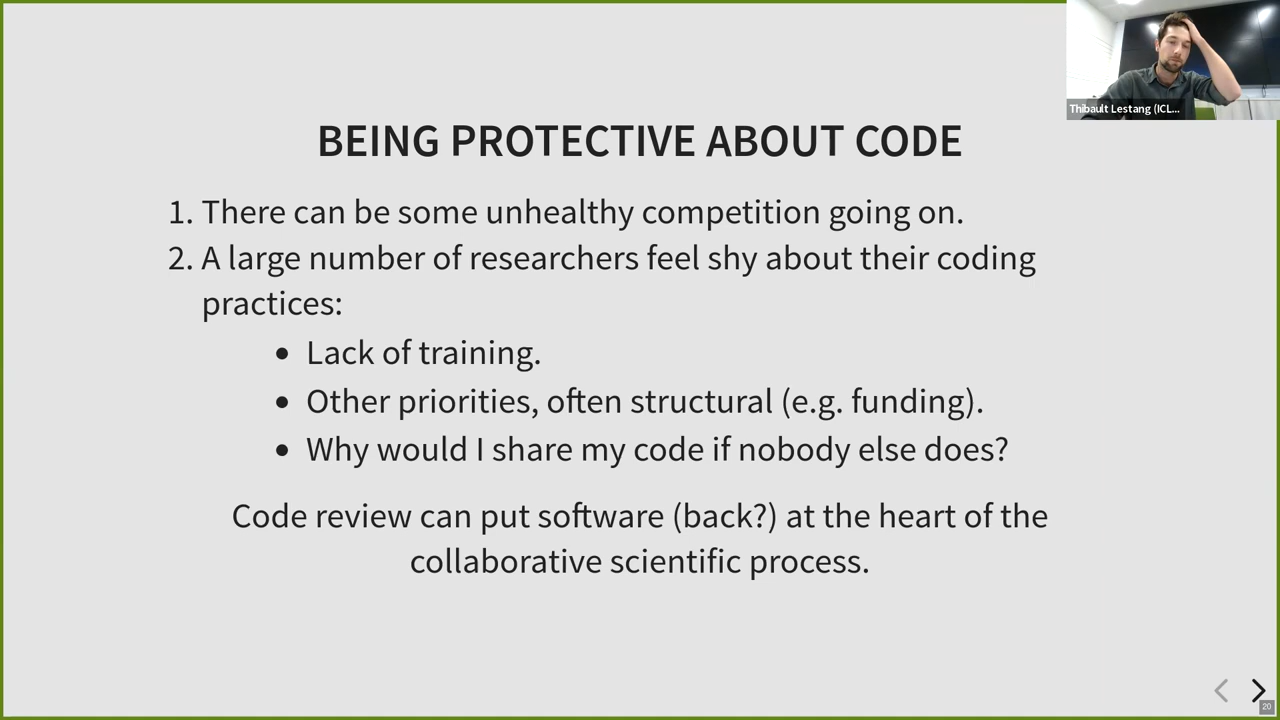 Thibault Lestang (ICL...
BEING PROTECTIVE ABOUT CODE
1. There can be some unhealthy competition going on.
2. A large number of researchers feel shy about their coding
practices:
• Lack of training.
• Other priorities, often structural (e.g. funding).
• Why would I share my code if nobody else does?
Code review can put software (back?) at the heart of the
collaborative scientific process.
20